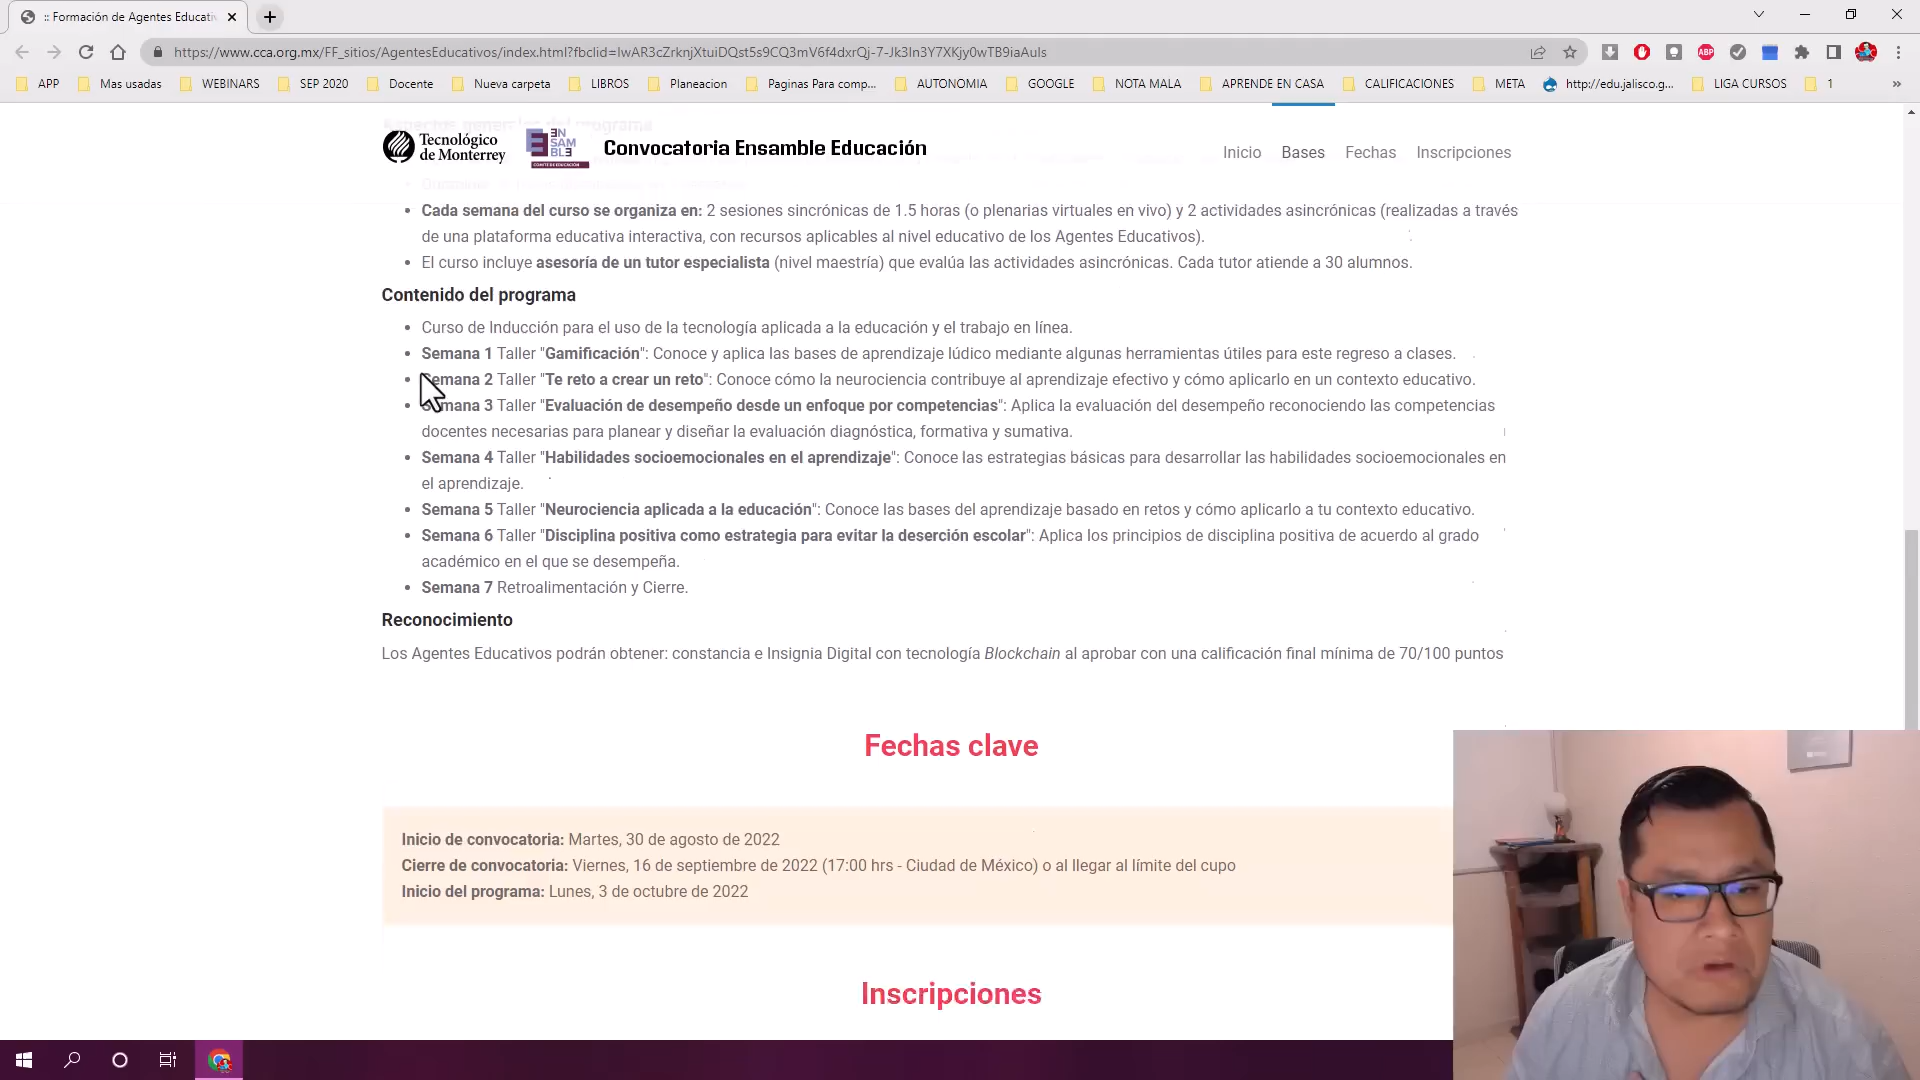 :: Formación de Agentes Educativ
https://www.cca.org.mx/FF_sitios/AgentesEducativos/index.html?fbclid=IwAR3cZrknjXtuiDQst5s9CQ3mV6f4dxrQj-7-Jk3In3Y7XKjy0wTB9iaAuIs
APP Mas usadas WEBINARS SEP 2020 Docente Nueva carpeta LIBROS Planeacion Paginas Para comp... AUTONOMIA GOOGLE NOTA MALA APRENDE EN CASA CALIFICACIONES META http://edu.jalisco.g... LIGA CURSOS 1 »
Aspectos generales del programa
Tecnológico de Monterrey ENSAMBLE Convocatoria Ensamble Educación Inicio Bases Fechas Inscripciones
Cada semana del curso se organiza en: 2 sesiones sincrónicas de 1.5 horas (o plenarias virtuales en vivo) y 2 actividades asincrónicas (realizadas a través
de una plataforma educativa interactiva, con recursos aplicables al nivel educativo de los Agentes Educativos).
El curso incluye asesoría de un tutor especialista (nivel maestría) que evalúa las actividades asincrónicas. Cada tutor atiende a 30 alumnos.
Contenido del programa
Curso de Inducción para el uso de la tecnología aplicada a la educación y el trabajo en línea.
Semana 1 Taller "Gamificación": Conoce y aplica las bases de aprendizaje lúdico mediante algunas herramientas útiles para este regreso a clases.
Semana 2 Taller "Te reto a crear un reto": Conoce cómo la neurociencia contribuye al aprendizaje efectivo y cómo aplicarlo en un contexto educativo.
Semana 3 Taller "Evaluación de desempeño desde un enfoque por competencias": Aplica la evaluación del desempeño reconociendo las competencias
docentes necesarias para planear y diseñar la evaluación diagnóstica, formativa y sumativa.
Semana 4 Taller "Habilidades socioemocionales en el aprendizaje": Conoce las estrategias básicas para desarrollar las habilidades socioemocionales en
el aprendizaje.
Semana 5 Taller "Neurociencia aplicada a la educación": Conoce las bases del aprendizaje basado en retos y cómo aplicarlo a tu contexto educativo.
Semana 6 Taller "Disciplina positiva como estrategia para evitar la deserción escolar": Aplica los principios de disciplina positiva de acuerdo al grado
académico en el que se desempeña.
Semana 7 Retroalimentación y Cierre.
Reconocimiento
Los Agentes Educativos podrán obtener: constancia e Insignia Digital con tecnología Blockchain al aprobar con una calificación final mínima de 70/100 puntos
Fechas clave
Inicio de convocatoria: Martes, 30 de agosto de 2022
Cierre de convocatoria: Viernes, 16 de septiembre de 2022 (17:00 hrs - Ciudad de México) o al llegar al límite del cupo
Inicio del programa: Lunes, 3 de octubre de 2022
Inscripciones